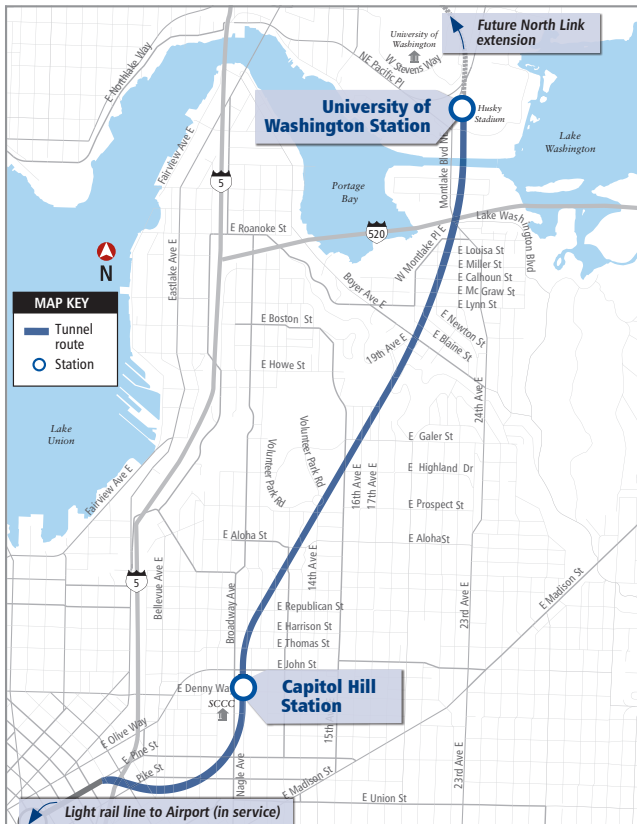 Future North Link
extension
University of
Washington
W Stevens Way
NE Pacific Pl
E Northlake Way
University of
Washington Station
Husky
Stadium
Lake
Washington
Fairview Ave E
Montlake Blvd NE
5
Portage
Bay
Lake Washington Blvd
E Roanoke St
520
W Montlake Pl E
N
Eastlake Ave E
Boyer Ave E
E Louisa St
E Miller St
E Calhoun St
E Mc Graw St
E Lynn St
MAP KEY
Tunnel
route
Station
E Boston St
E Newton St
E Blaine St
19th Ave E
E Howe St
24th Ave E
Lake
Union
Volunteer Park Rd
Volunteer Park Rd
E Galer St
E Highland Dr
16th Ave E
17th Ave E
Fairview Ave E
E Prospect St
E Aloha St
E AlohaSt
14th Ave E
5
Bellevue Ave E
Broadway Ave
E Republican St
E Harrison St
E Thomas St
E John St
23rd Ave E
E Madison St
E Denny Wa
SCCC
Capitol Hill
Station
15th A
E Olive Way
E Pine St
Pike St
Nagle Ave
E Madison St
23rd Ave E
E Union St
Light rail line to Airport (in service)